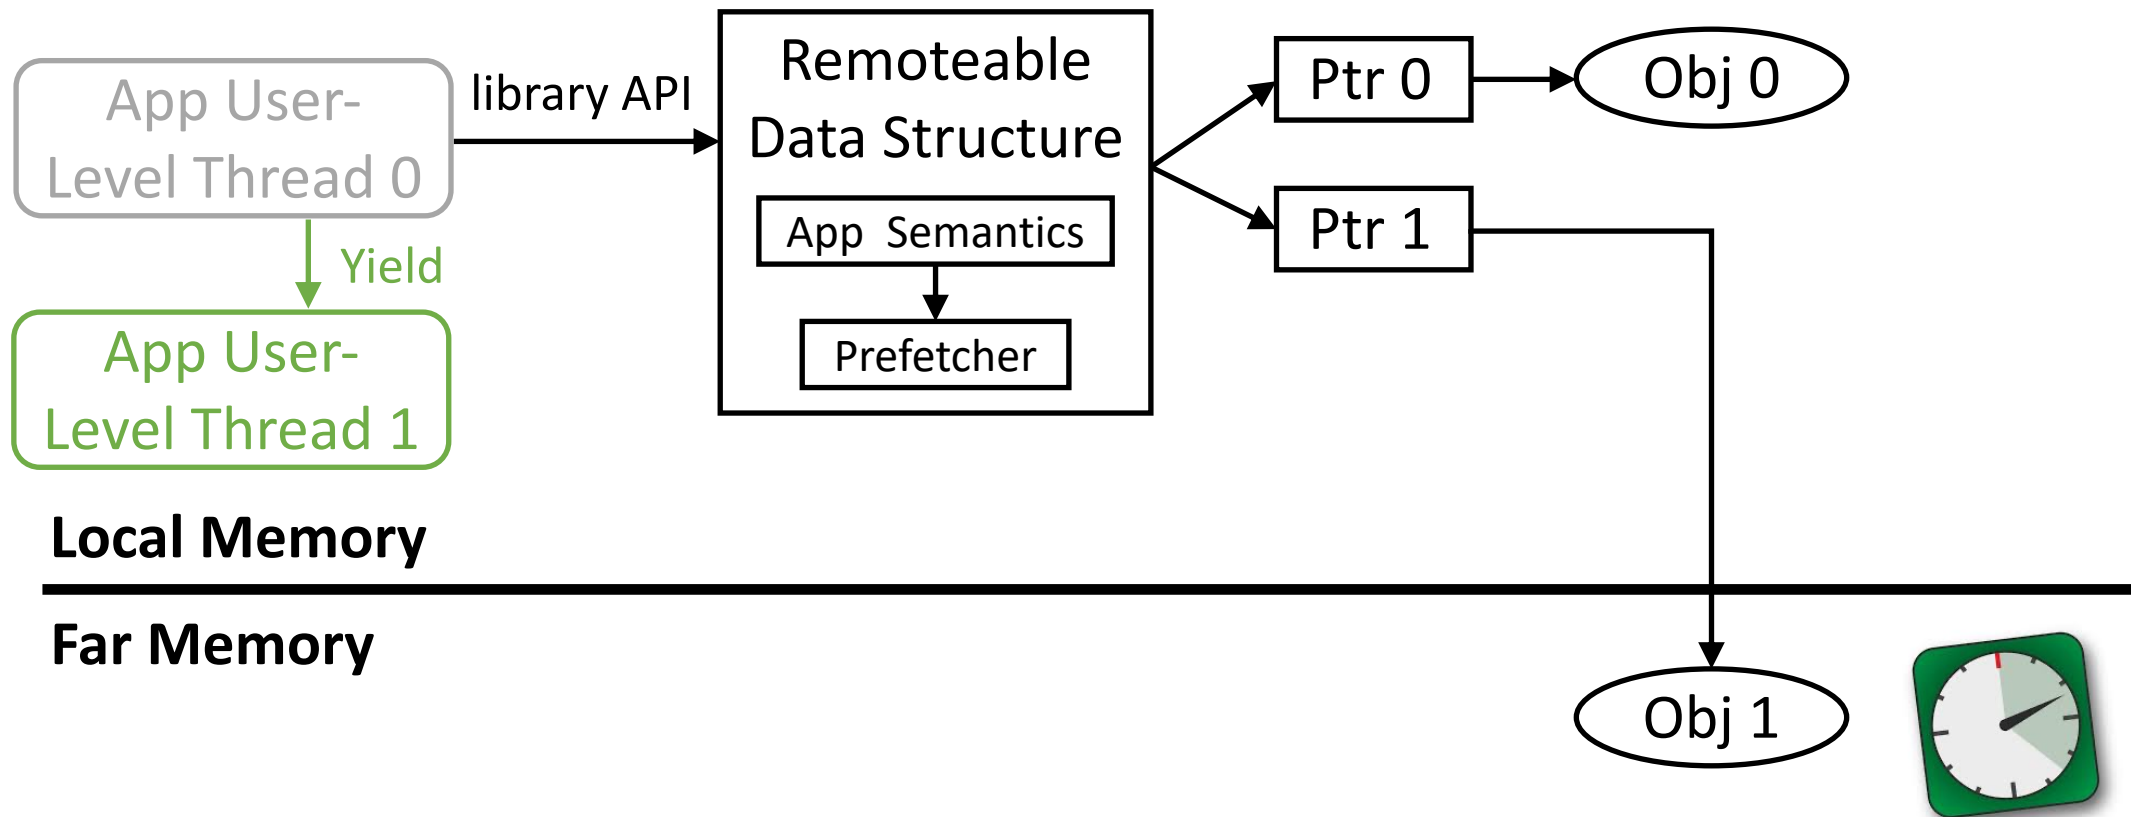 App User-
Level Thread 0
library API
Remoteable
Data Structure
App Semantics
Prefetcher
Ptr 0
Obj 0
Ptr 1
Yield
App User-
Level Thread 1
Local Memory
Far Memory
Obj 1